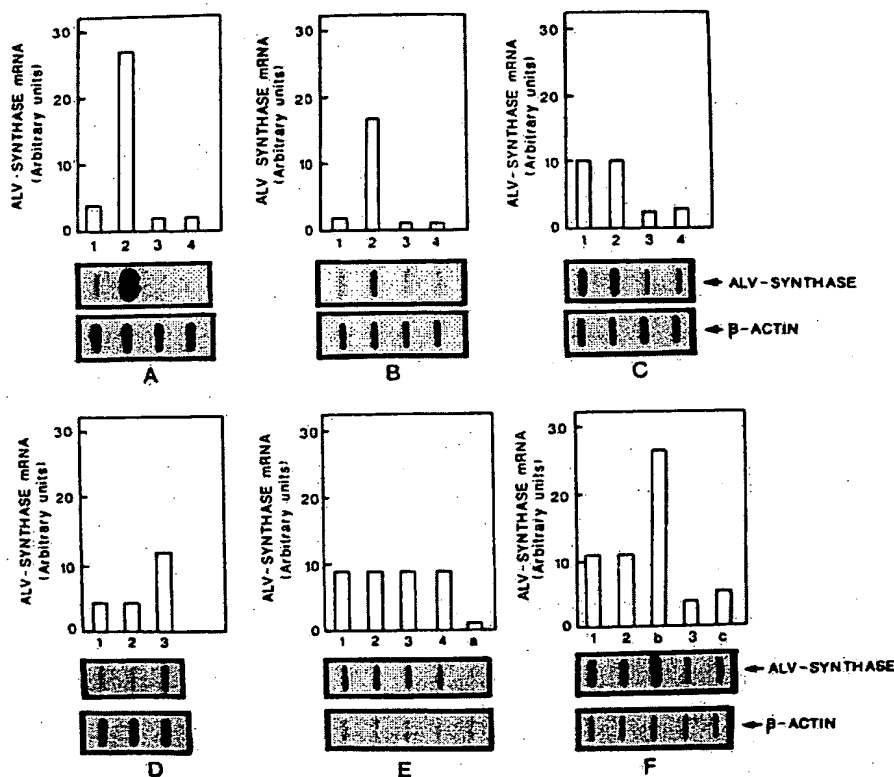 ALV-SYNTHASE mRNA
(Arbitrary units)
30
20
10
0
1 2 3 4
A
ALV SYNTHASE mRNA
(Arbitrary units)
30
20
10
0
1 2 3 4
B
ALV-SYNTHASE mRNA
(Arbitrary units)
30
20
10
0
1 2 3 4
ALV-SYNTHASE
β-ACTIN
C
ALV-SYNTHASE mRNA
(Arbitrary units)
30
20
10
0
1 2 3
D
ALV-SYNTHASE mRNA
(Arbitrary units)
30
20
10
0
1 2 3 4 a
E
ALV-SYNTHASE mRNA
(Arbitrary units)
30
20
10
0
1 2 b 3 c
ALV-SYNTHASE
β-ACTIN
F